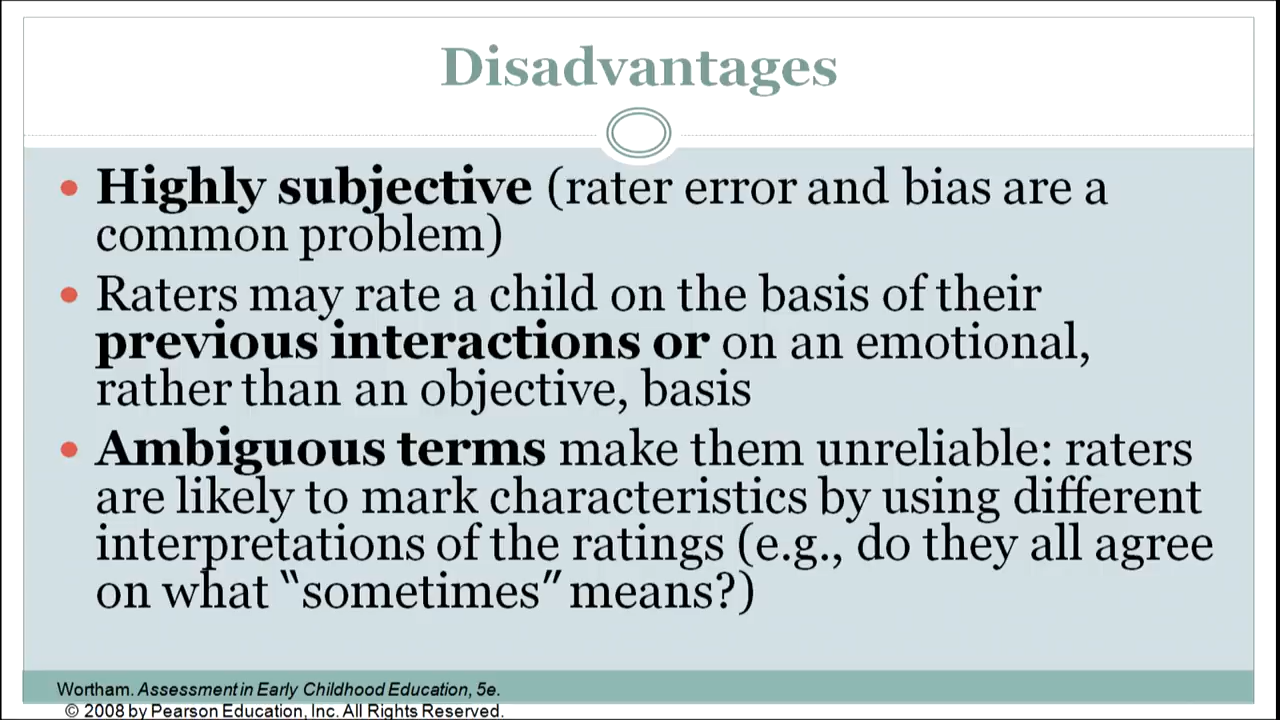 Disadvantages
• Highly subjective (rater error and bias are a
common problem)
• Raters may rate a child on the basis of their
previous interactions or on an emotional,
rather than an objective, basis
• Ambiguous terms make them unreliable: raters
are likely to mark characteristics by using different
interpretations of the ratings (e.g., do they all agree
on what “sometimes” means?)
Wortham. Assessment in Early Childhood Education, 5e.
© 2008 by Pearson Education, Inc. All Rights Reserved.